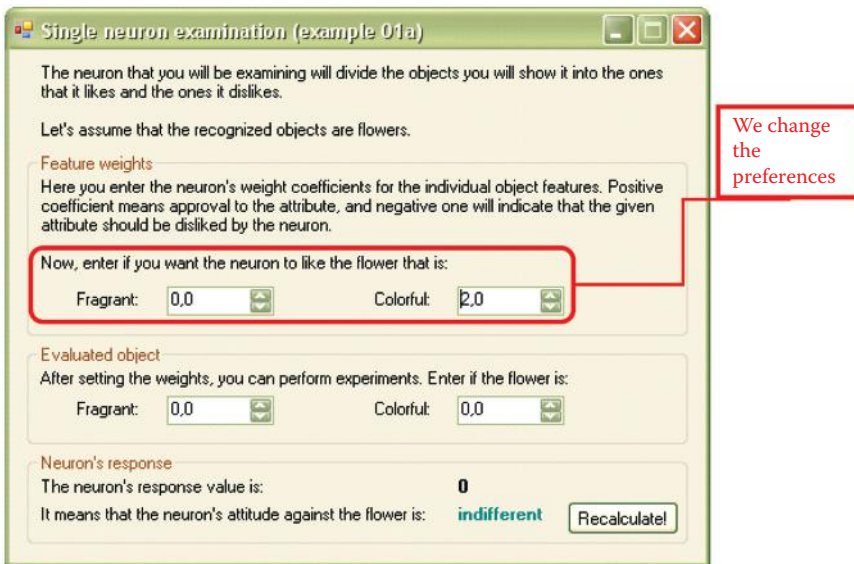 Single neuron examination (example 01a)
The neuron that you will be examining will divide the objects you will show it into the ones
that it likes and the ones it dislikes.
Let's assume that the recognized objects are flowers.
Feature weights
Here you enter the neuron's weight coefficients for the individual object features. Positive
coefficient means approval to the attribute, and negative one will indicate that the given
attribute should be disliked by the neuron.
Now, enter if you want the neuron to like the flower that is:
Fragrant: 0,0 Colorful: 2,0
We change
the
preferences
Evaluated object
After setting the weights, you can perform experiments. Enter if the flower is:
Fragrant: 0,0 Colorful: 0,0
Neuron's response
The neuron's response value is: 0
It means that the neuron's attitude against the flower is: indifferent Recalculate!